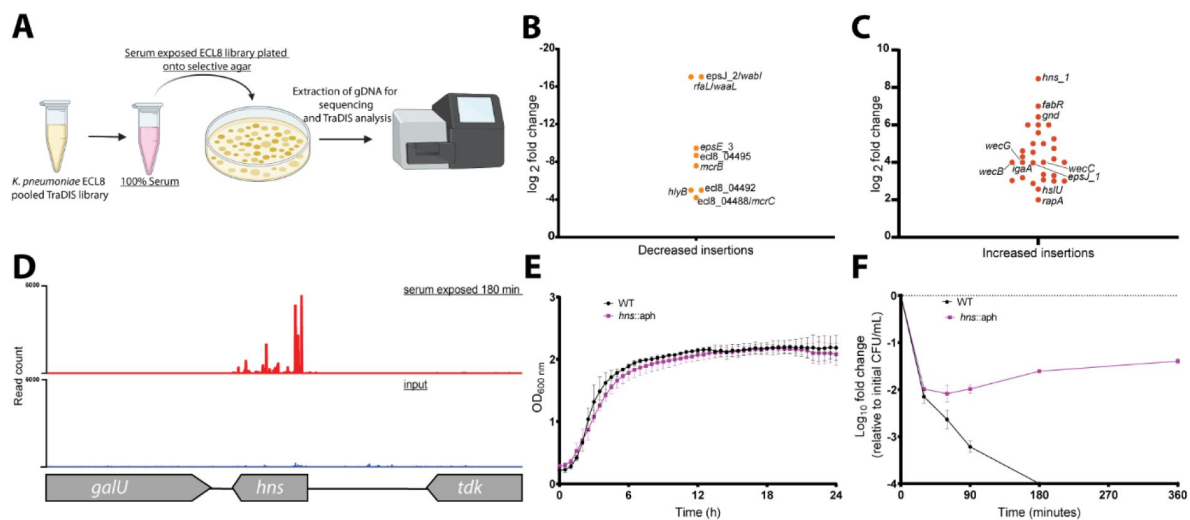 A
Serum exposed ECL8 library plated
onto selective agar
Extraction of gDNA for
sequencing
and TraDIS analysis
K. pneumoniae ECL8
pooled TraDIS library
100% Serum
B
log 2 fold change
-20
-16
-12
-8
-4
0
epsJ_2/wabI
rfaL/waaL
epsE_3
ecl8_04495
mcrB
hlyB
ecl8_04492
ecl8_04488/mcrC
Decreased insertions
C
log 2 fold change
10
8
6
4
2
0
hns_1
fabR
gnd
wecG
wecB
igaA
wecC
epsJ_1
hslU
rapA
Increased insertions
D
Read count
6000
serum exposed 180 min
6000
input
galU
hns
tdk
E
OD600 nm
3
2
1
0
WT
hns::aph
0
6
12
18
24
Time (h)
F
Log10 fold change
(relative to initial CFU/mL)
0
-1
-2
-3
-4
WT
hns::aph
0
90
180
270
360
Time (minutes)